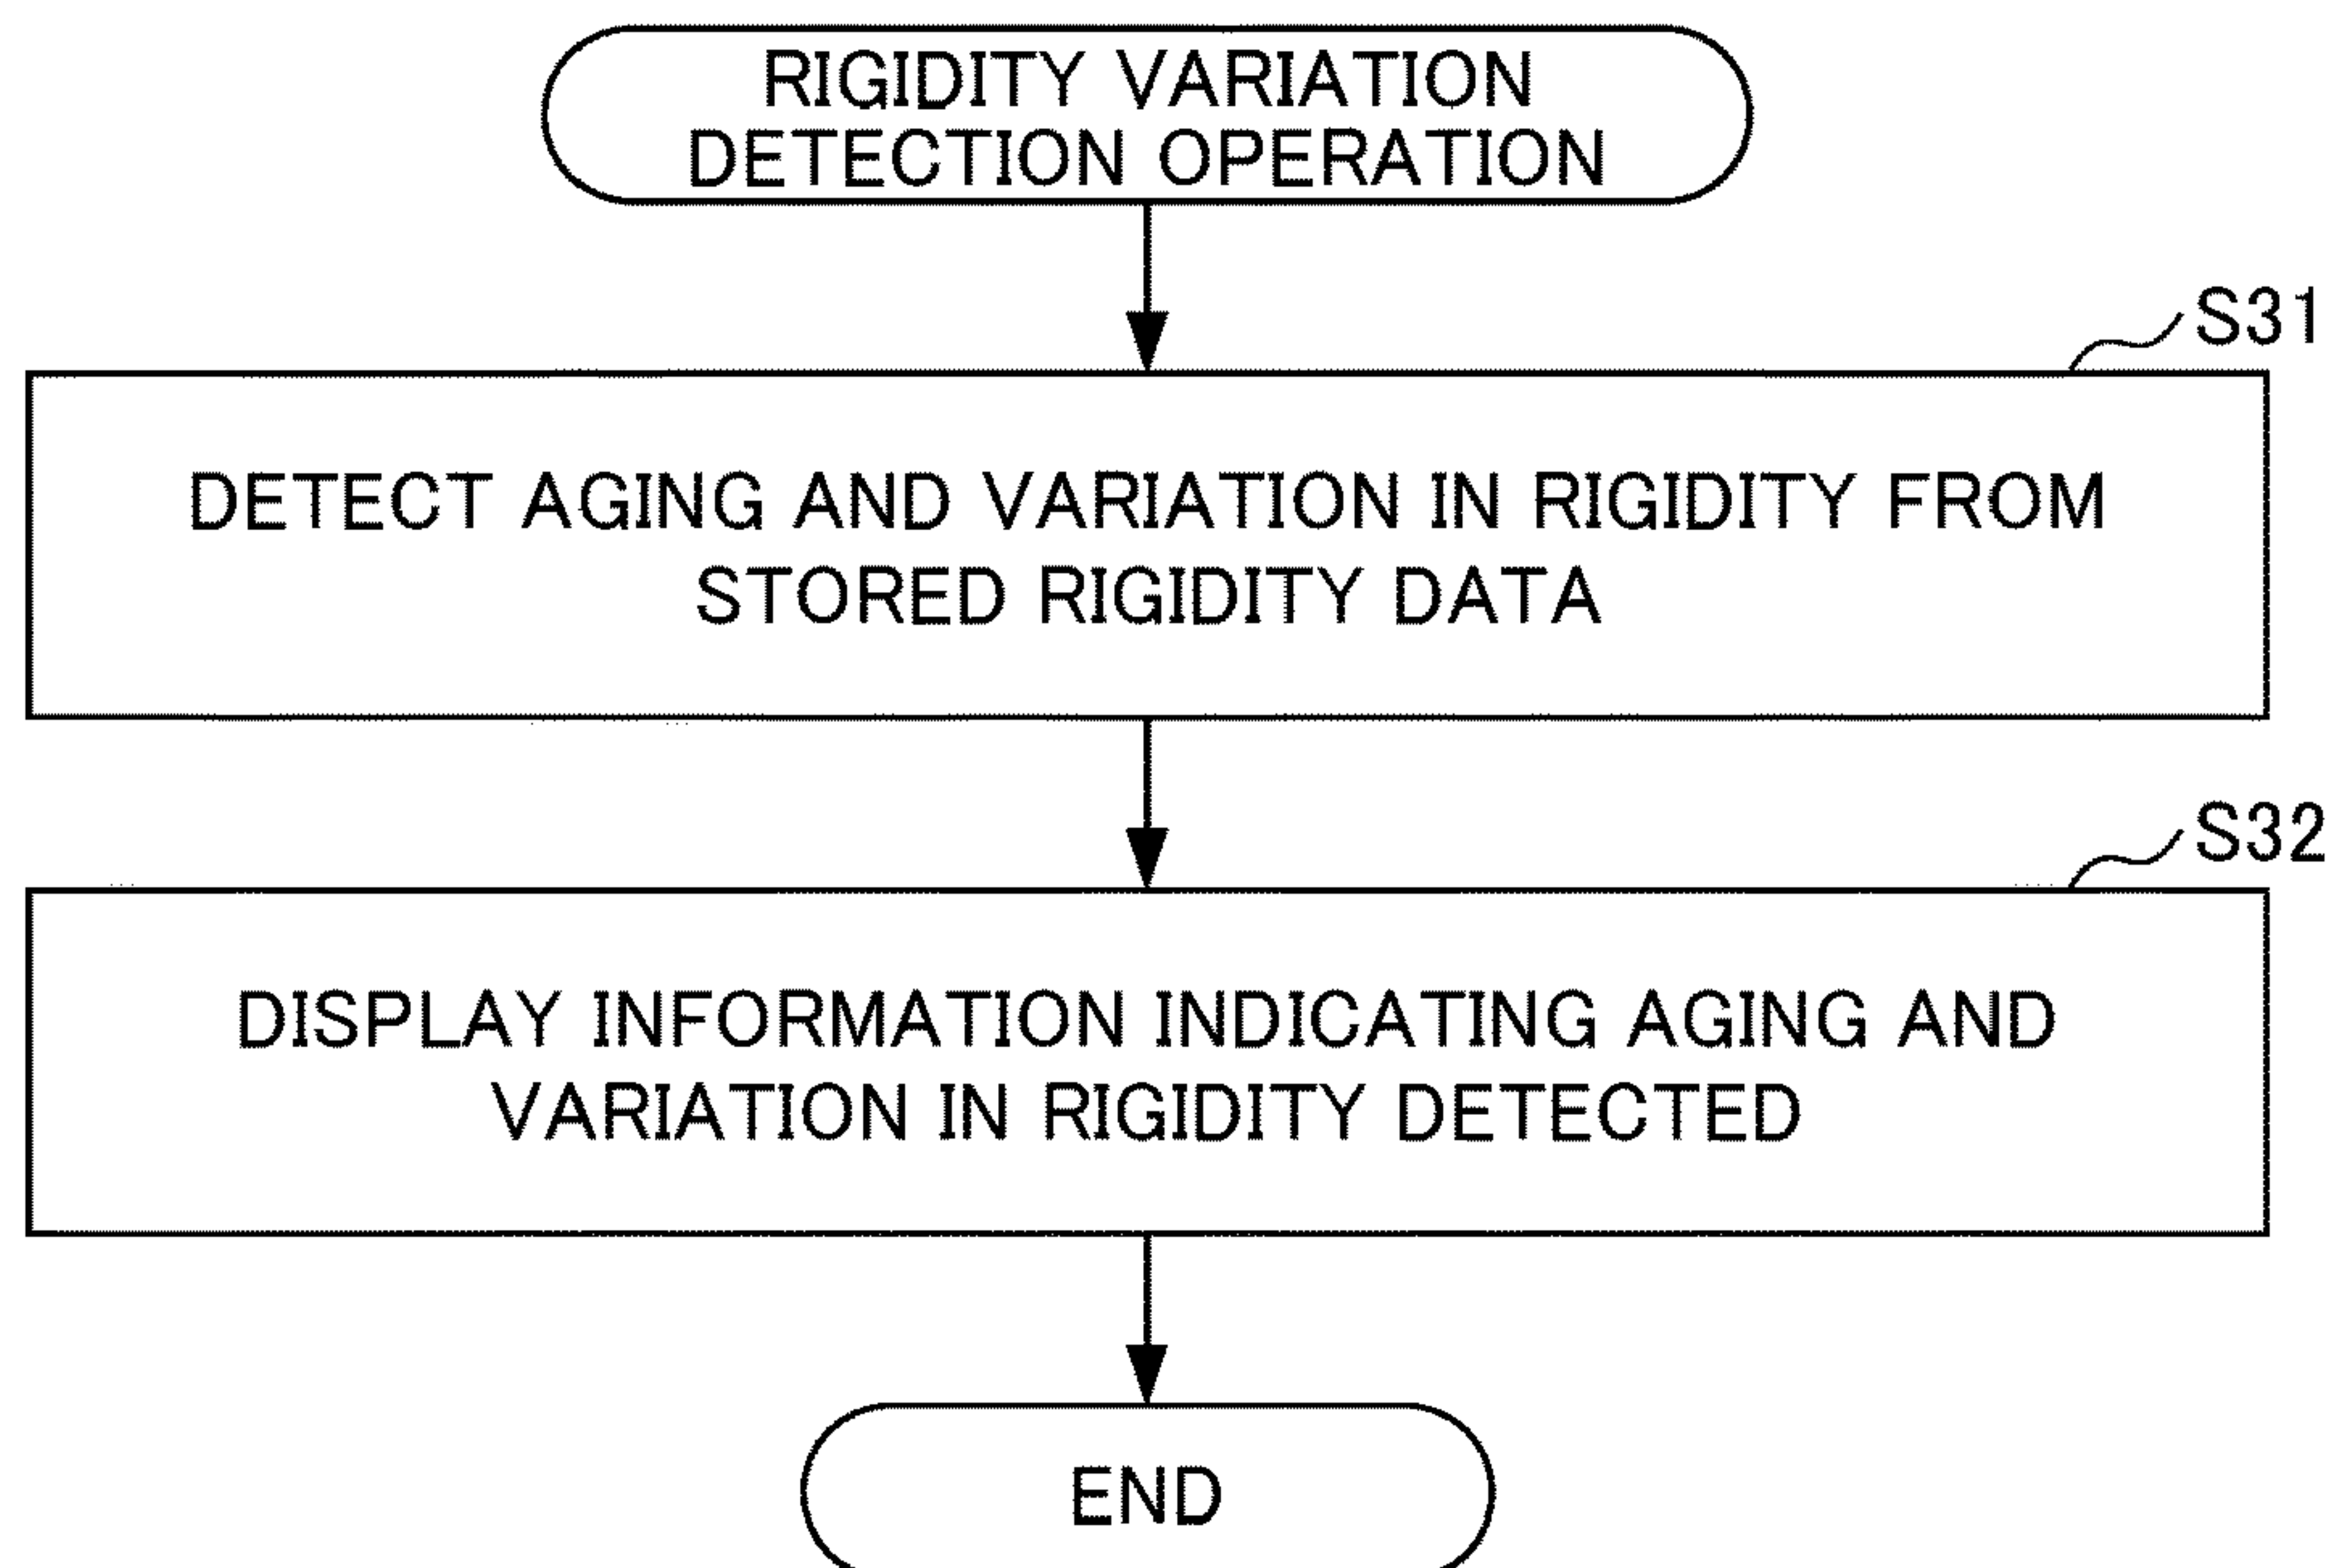 RIGIDITY VARIATION
DETECTION OPERATION
S31
DETECT AGING AND VARIATION IN RIGIDITY FROM
STORED RIGIDITY DATA
S32
DISPLAY INFORMATION INDICATING AGING AND
VARIATION IN RIGIDITY DETECTED
END